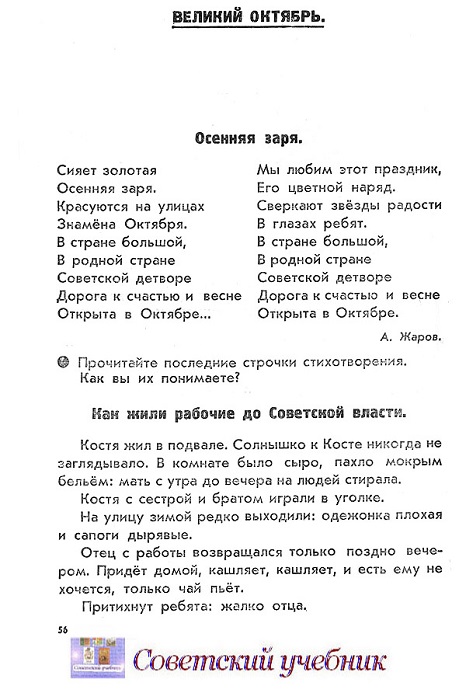 ВЕЛИКИЙ ОКТЯБРЬ.
Осенняя заря.
Сияет золотая
Осенняя заря.
Красуются на улицах
Знамёна Октября.
В стране большой,
В родной стране
Советской детворе
Дорога к счастью и весне
Открыта в Октябре...
Мы любим этот праздник,
Его цветной наряд.
Сверкают звёзды радости
В глазах ребят.
В стране большой,
В родной стране
Советской детворе
Дорога к счастью и весне
Открыта в Октябре.
А. Жаров.
Прочитайте последние строчки стихотворения.
Как вы их понимаете?
Как жили рабочие до Советской власти.
Костя жил в подвале. Солнышко к Косте никогда не
заглядывало. В комнате было сыро, пахло мокрым
бельём: мать с утра до вечера на людей стирала.
Костя с сестрой и братом играли в уголке.
На улицу зимой редко выходили: одежонка плохая
и сапоги дырявые.
Отец с работы возвращался только поздно вече-
ром. Придёт домой, кашляет, кашляет, и есть ему не
хочется, только чай пьёт.
Притихнут ребята: жалко отца.
56
Советский учебник